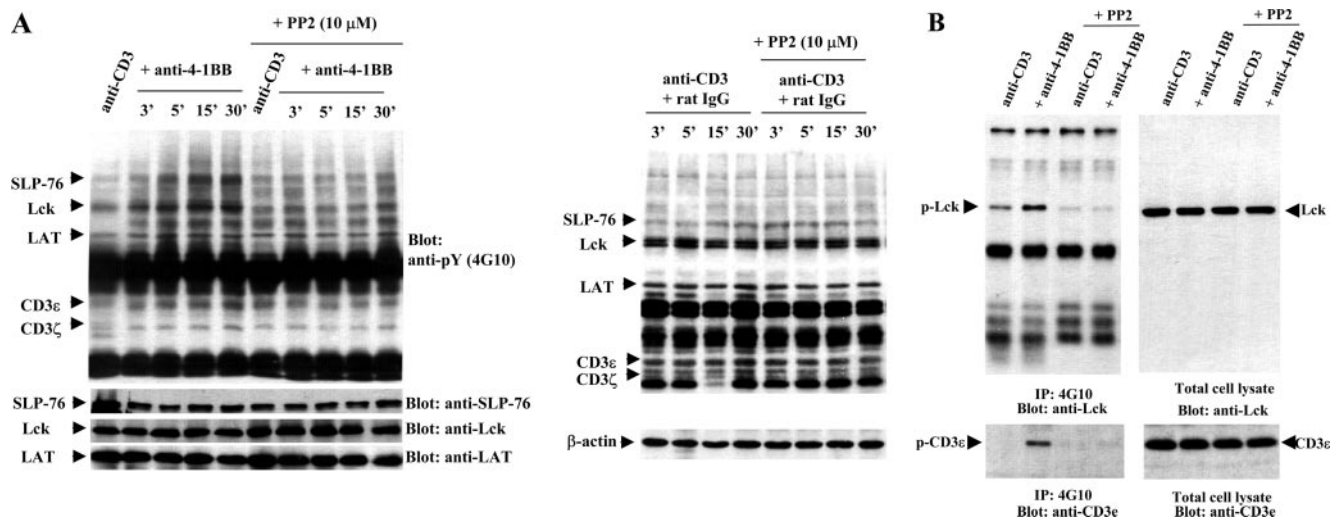 A
+ PP2 (10 µM)
anti-CD3
+ anti-4-1BB
anti-CD3
+ anti-4-1BB
3’ 5’ 15’ 30’ 3’ 5’ 15’ 30’
SLP-76
Lck
LAT
Blot:
anti-pY (4G10)
CD3ε
CD3ζ
SLP-76 Blot: anti-SLP-76
Lck Blot: anti-Lck
LAT Blot: anti-LAT
+ PP2 (10 µM)
anti-CD3 anti-CD3
+ rat IgG + rat IgG
3’ 5’ 15’ 30’ 3’ 5’ 15’ 30’
SLP-76
Lck
LAT
CD3ε
CD3ζ
β-actin
B
+ PP2 + PP2
anti-CD3
+ anti-4-1BB
anti-CD3
+ anti-4-1BB
anti-CD3
+ anti-4-1BB
anti-CD3
+ anti-4-1BB
p-Lck Lck
IP: 4G10 Total cell lysate
Blot: anti-Lck Blot: anti-Lck
p-CD3ε CD3ε
IP: 4G10 Total cell lysate
Blot: anti-CD3e Blot: anti-CD3e